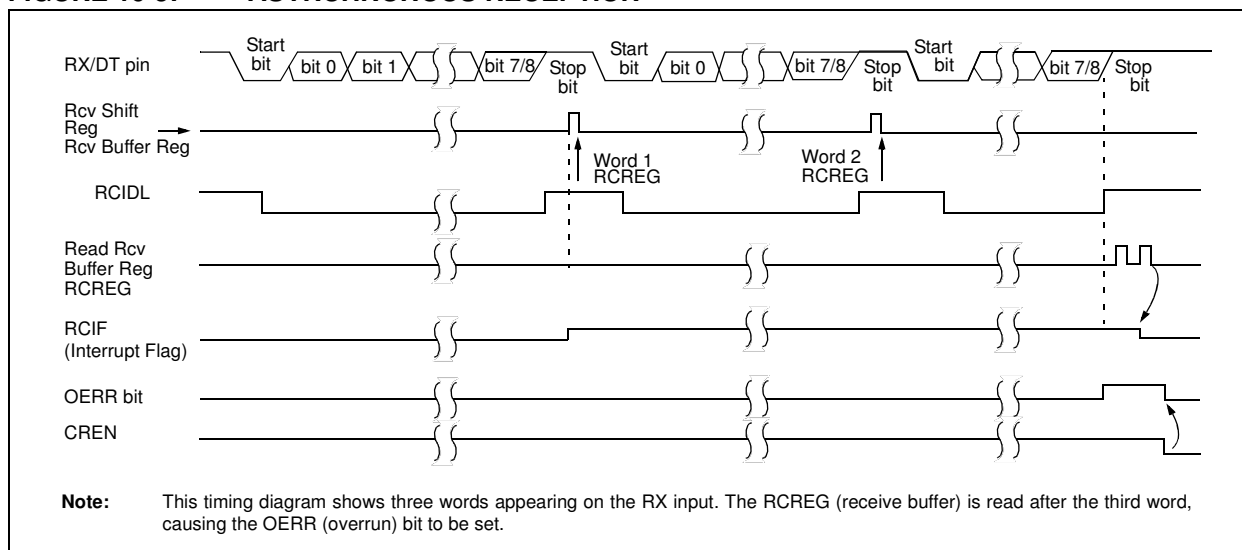 RX/DT pin
Start
bit
bit 0
bit 1
bit 7/8
Stop
bit
Start
bit
bit 0
bit 7/8
Stop
bit
Start
bit
bit 7/8
Stop
bit
Rcv Shift
Reg
Rcv Buffer Reg
Word 1
RCREG
Word 2
RCREG
RCIDL
Read Rcv
Buffer Reg
RCREG
RCIF
(Interrupt Flag)
OERR bit
CREN
Note: This timing diagram shows three words appearing on the RX input. The RCREG (receive buffer) is read after the third word,
causing the OERR (overrun) bit to be set.